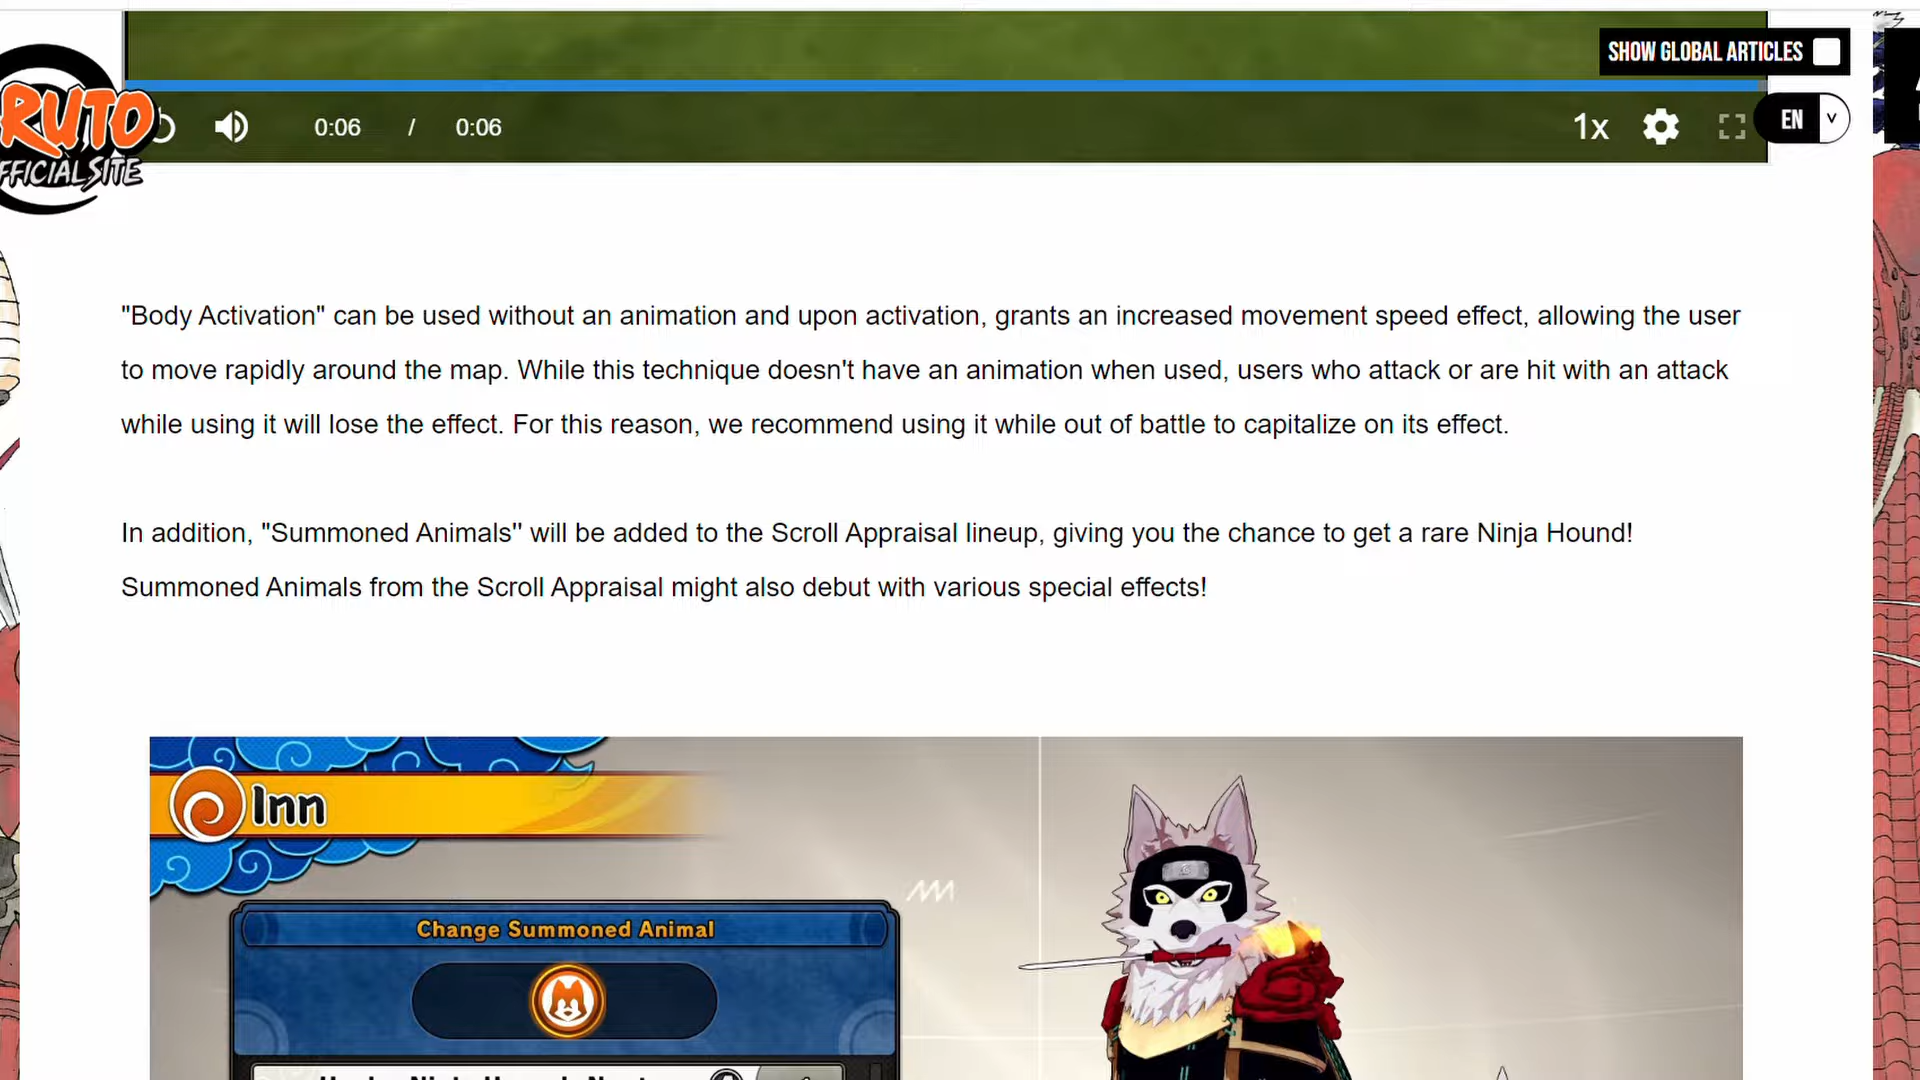 SHOW GLOBAL ARTICLES
RUTO
FFICIAL SITE
0:06 / 0:06
1x
EN
"Body Activation" can be used without an animation and upon activation, grants an increased movement speed effect, allowing the user
to move rapidly around the map. While this technique doesn't have an animation when used, users who attack or are hit with an attack
while using it will lose the effect. For this reason, we recommend using it while out of battle to capitalize on its effect.
In addition, "Summoned Animals" will be added to the Scroll Appraisal lineup, giving you the chance to get a rare Ninja Hound!
Summoned Animals from the Scroll Appraisal might also debut with various special effects!
Inn
Change Summoned Animal